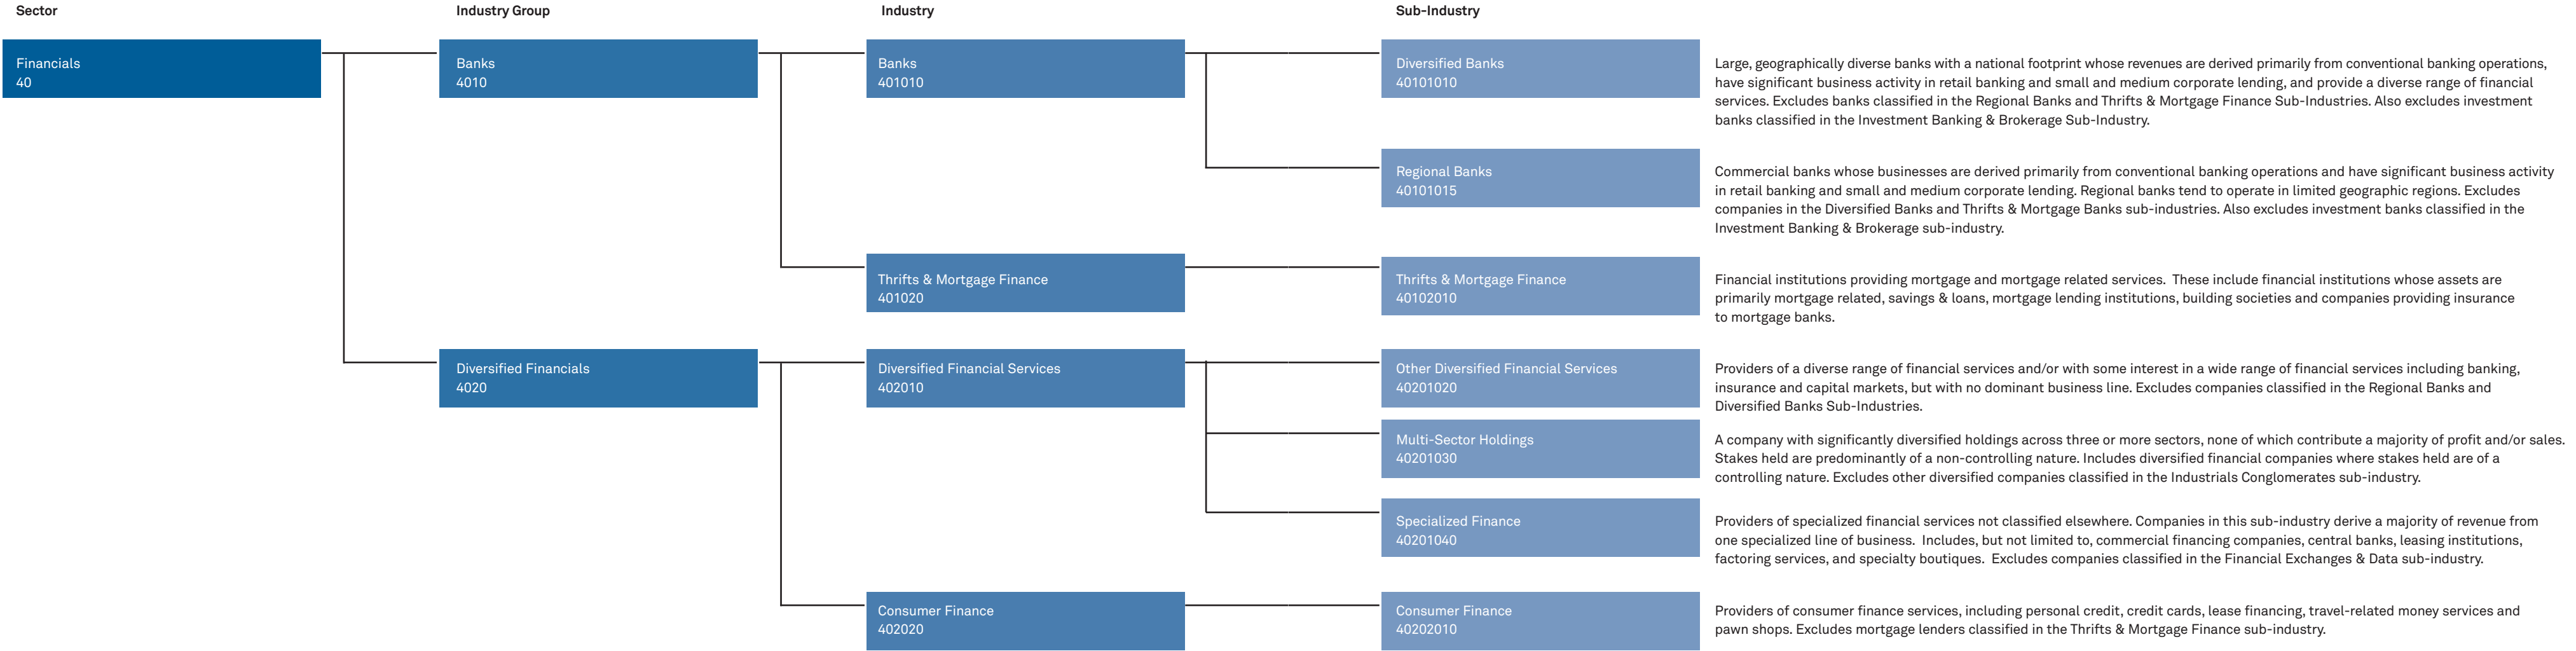 Sector
Industry Group
Industry
Sub-Industry
Financials
40
Banks
4010
Banks
401010
Diversified Banks
40101010
Large, geographically diverse banks with a national footprint whose revenues are derived primarily from conventional banking operations,
have significant business activity in retail banking and small and medium corporate lending, and provide a diverse range of financial
services. Excludes banks classified in the Regional Banks and Thrifts & Mortgage Finance Sub-Industries. Also excludes investment
banks classified in the Investment Banking & Brokerage Sub-Industry.
Regional Banks
40101015
Commercial banks whose businesses are derived primarily from conventional banking operations and have significant business activity
in retail banking and small and medium corporate lending. Regional banks tend to operate in limited geographic regions. Excludes
companies in the Diversified Banks and Thrifts & Mortgage Banks sub-industries. Also excludes investment banks classified in the
Investment Banking & Brokerage sub-industry.
Thrifts & Mortgage Finance
401020
Thrifts & Mortgage Finance
40102010
Financial institutions providing mortgage and mortgage related services.  These include financial institutions whose assets are
primarily mortgage related, savings & loans, mortgage lending institutions, building societies and companies providing insurance
to mortgage banks.
Diversified Financials
4020
Diversified Financial Services
402010
Other Diversified Financial Services
40201020
Providers of a diverse range of financial services and/or with some interest in a wide range of financial services including banking,
insurance and capital markets, but with no dominant business line. Excludes companies classified in the Regional Banks and
Diversified Banks Sub-Industries.
Multi-Sector Holdings
40201030
A company with significantly diversified holdings across three or more sectors, none of which contribute a majority of profit and/or sales.
Stakes held are predominantly of a non-controlling nature. Includes diversified financial companies where stakes held are of a
controlling nature. Excludes other diversified companies classified in the Industrials Conglomerates sub-industry.
Specialized Finance
40201040
Providers of specialized financial services not classified elsewhere. Companies in this sub-industry derive a majority of revenue from
one specialized line of business.  Includes, but not limited to, commercial financing companies, central banks, leasing institutions,
factoring services, and specialty boutiques.  Excludes companies classified in the Financial Exchanges & Data sub-industry.
Consumer Finance
402020
Consumer Finance
40202010
Providers of consumer finance services, including personal credit, credit cards, lease financing, travel-related money services and
pawn shops. Excludes mortgage lenders classified in the Thrifts & Mortgage Finance sub-industry.